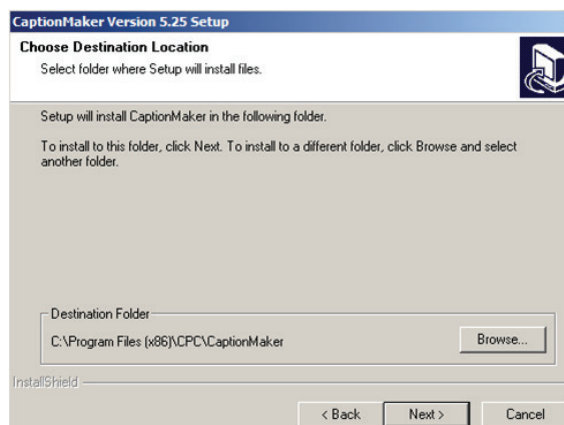 CaptionMaker Version 5.25 Setup
Choose Destination Location
Select folder where Setup will install files.
Setup will install CaptionMaker in the following folder.
To install to this folder, click Next. To install to a different folder, click Browse and select
another folder.
Destination Folder
C:\Program Files (x86)\CPC\CaptionMaker
Browse...
InstallShield
< Back
Next >
Cancel